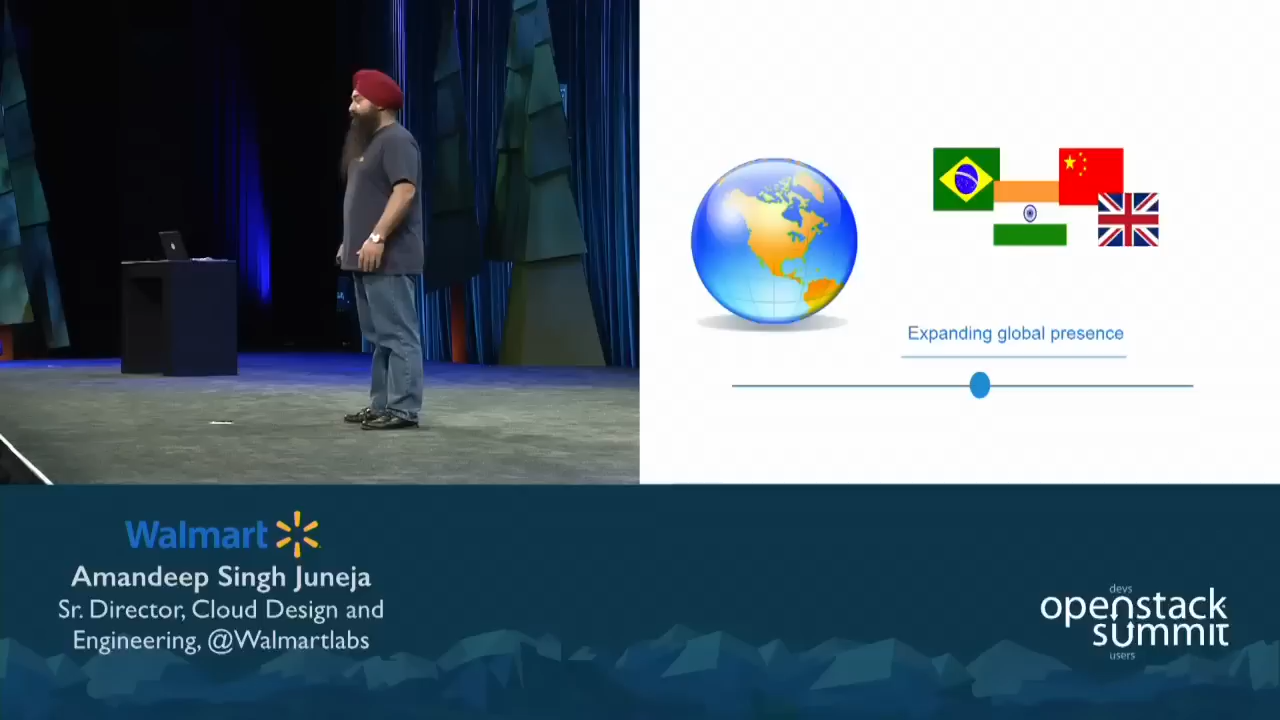 Expanding global presence
Walmart
Amandeep Singh Juneja
Sr. Director, Cloud Design and
Engineering, @Walmartlabs
devs
openstack
summit
users